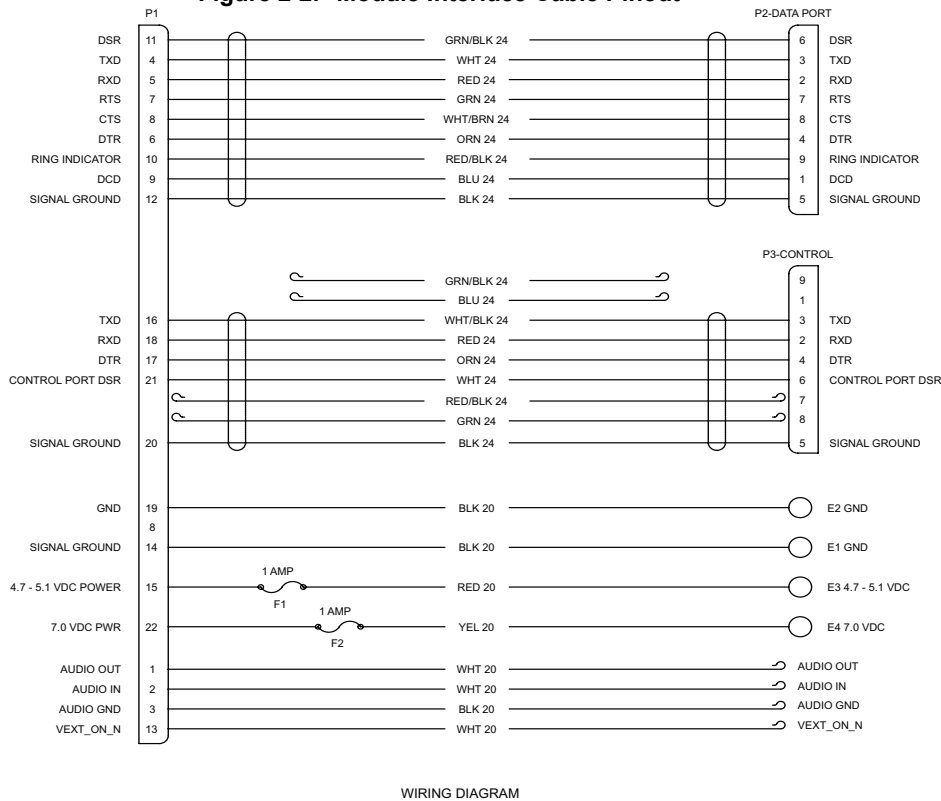 Figure 2-2: Module Interface Cable Pinout
P1 P2-DATA PORT
DSR 11 GRN/BLK 24 6 DSR
TXD 4 WHT 24 3 TXD
RXD 5 RED 24 2 RXD
RTS 7 GRN 24 7 RTS
CTS 8 WHT/BRN 24 8 CTS
DTR 6 ORN 24 4 DTR
RING INDICATOR 10 RED/BLK 24 9 RING INDICATOR
DCD 9 BLU 24 1 DCD
SIGNAL GROUND 12 BLK 24 5 SIGNAL GROUND
P3-CONTROL
GRN/BLK 24 9
BLU 24 1
TXD 16 WHT/BLK 24 3 TXD
RXD 18 RED 24 2 RXD
DTR 17 ORN 24 4 DTR
CONTROL PORT DSR 21 WHT 24 6 CONTROL PORT DSR
RED/BLK 24 7
GRN 24 8
SIGNAL GROUND 20 BLK 24 5 SIGNAL GROUND
GND 19 BLK 20 E2 GND
8
SIGNAL GROUND 14 BLK 20 E1 GND
1 AMP
4.7 - 5.1 VDC POWER 15 RED 20 E3 4.7 - 5.1 VDC
F1
1 AMP
7.0 VDC PWR 22 YEL 20 E4 7.0 VDC
F2
AUDIO OUT 1 WHT 20 AUDIO OUT
AUDIO IN 2 WHT 20 AUDIO IN
AUDIO GND 3 BLK 20 AUDIO GND
VEXT_ON_N 13 WHT 20 VEXT_ON_N
WIRING DIAGRAM